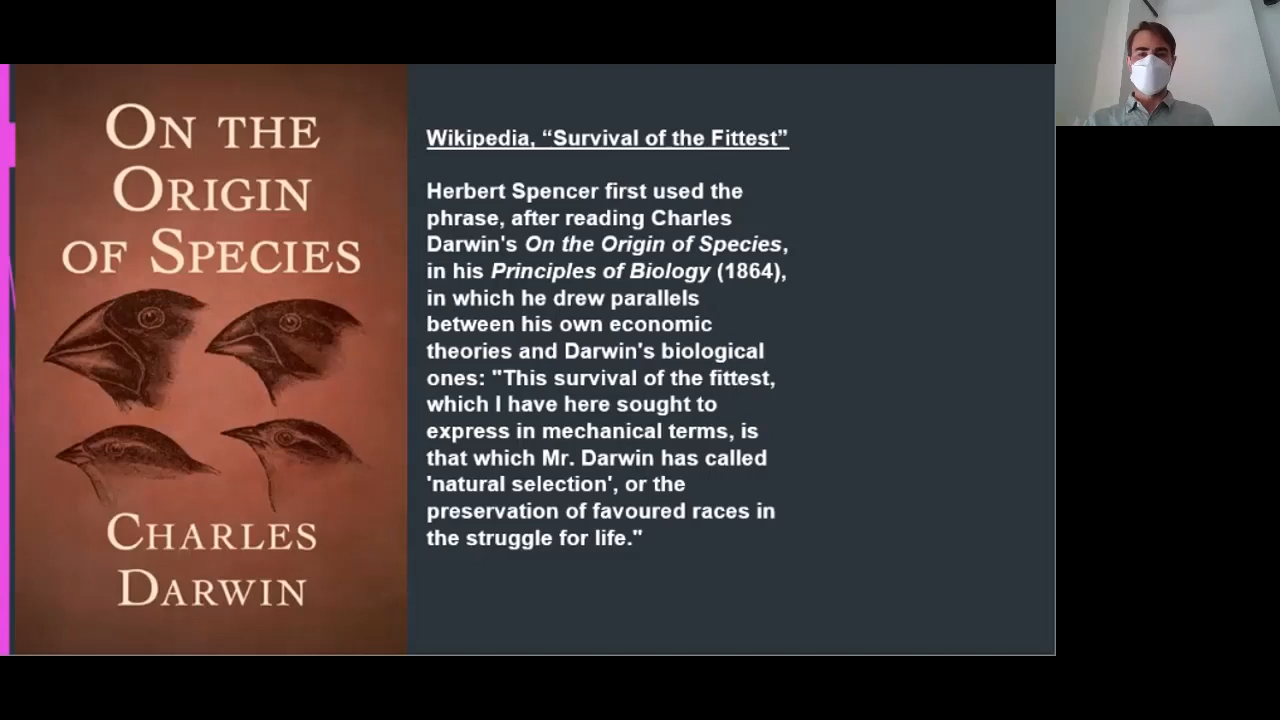 ON THE
ORIGIN
OF SPECIES
CHARLES
DARWIN
Wikipedia, “Survival of the Fittest”
Herbert Spencer first used the
phrase, after reading Charles
Darwin's On the Origin of Species,
in his Principles of Biology (1864),
in which he drew parallels
between his own economic
theories and Darwin's biological
ones: "This survival of the fittest,
which I have here sought to
express in mechanical terms, is
that which Mr. Darwin has called
'natural selection', or the
preservation of favoured races in
the struggle for life."